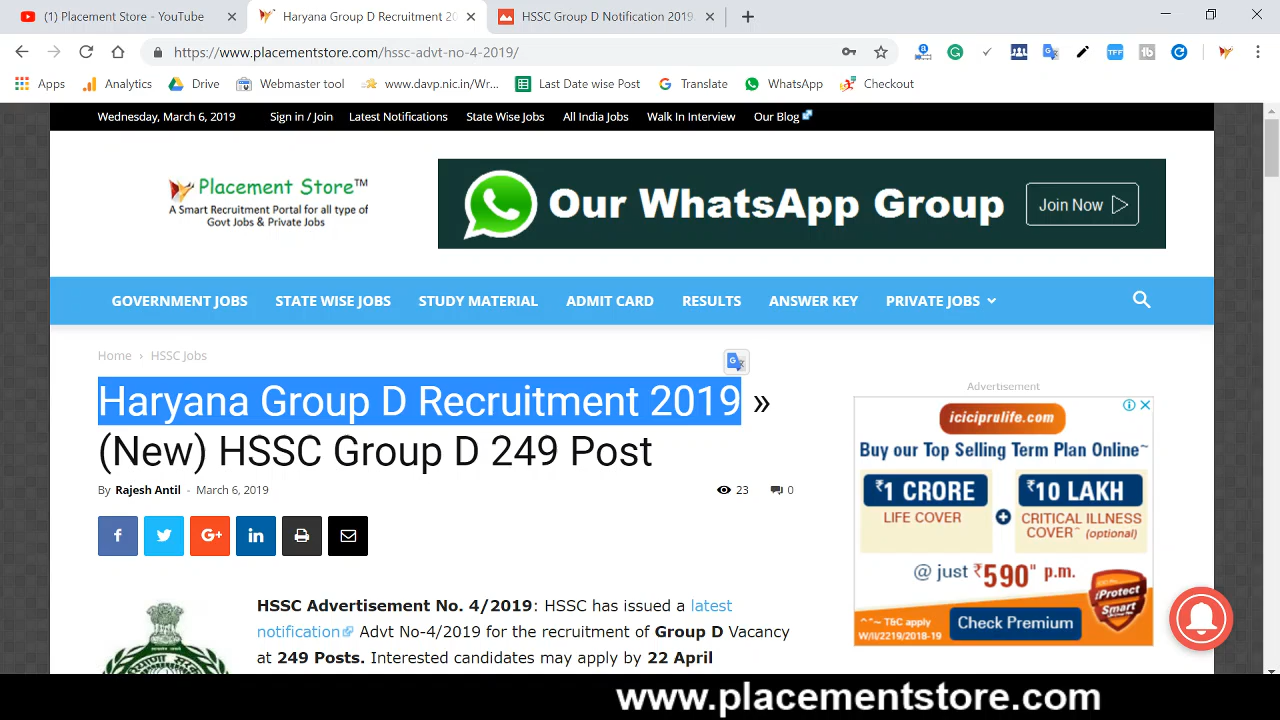 (1) Placement Store - YouTube
Haryana Group D Recruitment 20
HSSC Group D Notification 2019
https://www.placementstore.com/hssc-advt-no-4-2019/
Apps
Analytics
Drive
Webmaster tool
www.davp.nic.in/Wr...
Last Date wise Post
Translate
WhatsApp
Checkout
Wednesday, March 6, 2019
Sign in / Join
Latest Notifications
State Wise Jobs
All India Jobs
Walk In Interview
Our Blog
Placement Store™
A Smart Recruitment Portal for all type of
Govt Jobs & Private Jobs
Our WhatsApp Group
Join Now
GOVERNMENT JOBS
STATE WISE JOBS
STUDY MATERIAL
ADMIT CARD
RESULTS
ANSWER KEY
PRIVATE JOBS
Home › HSSC Jobs
Haryana Group D Recruitment 2019 »
(New) HSSC Group D 249 Post
By Rajesh Antil - March 6, 2019
23
0
HSSC Advertisement No. 4/2019: HSSC has issued a latest
notification Advt No-4/2019 for the recruitment of Group D Vacancy
at 249 Posts. Interested candidates may apply by 22 April
Advertisement
iciciprulife.com
Buy our Top Selling Term Plan Online~
₹1 CRORE
LIFE COVER
+
₹10 LAKH
CRITICAL ILLNESS
COVER^ (optional)
@ just ₹590" p.m.
^"~ T&C apply
W/II/2219/2018-19
Check Premium
iProtect
Smart
www.placementstore.com